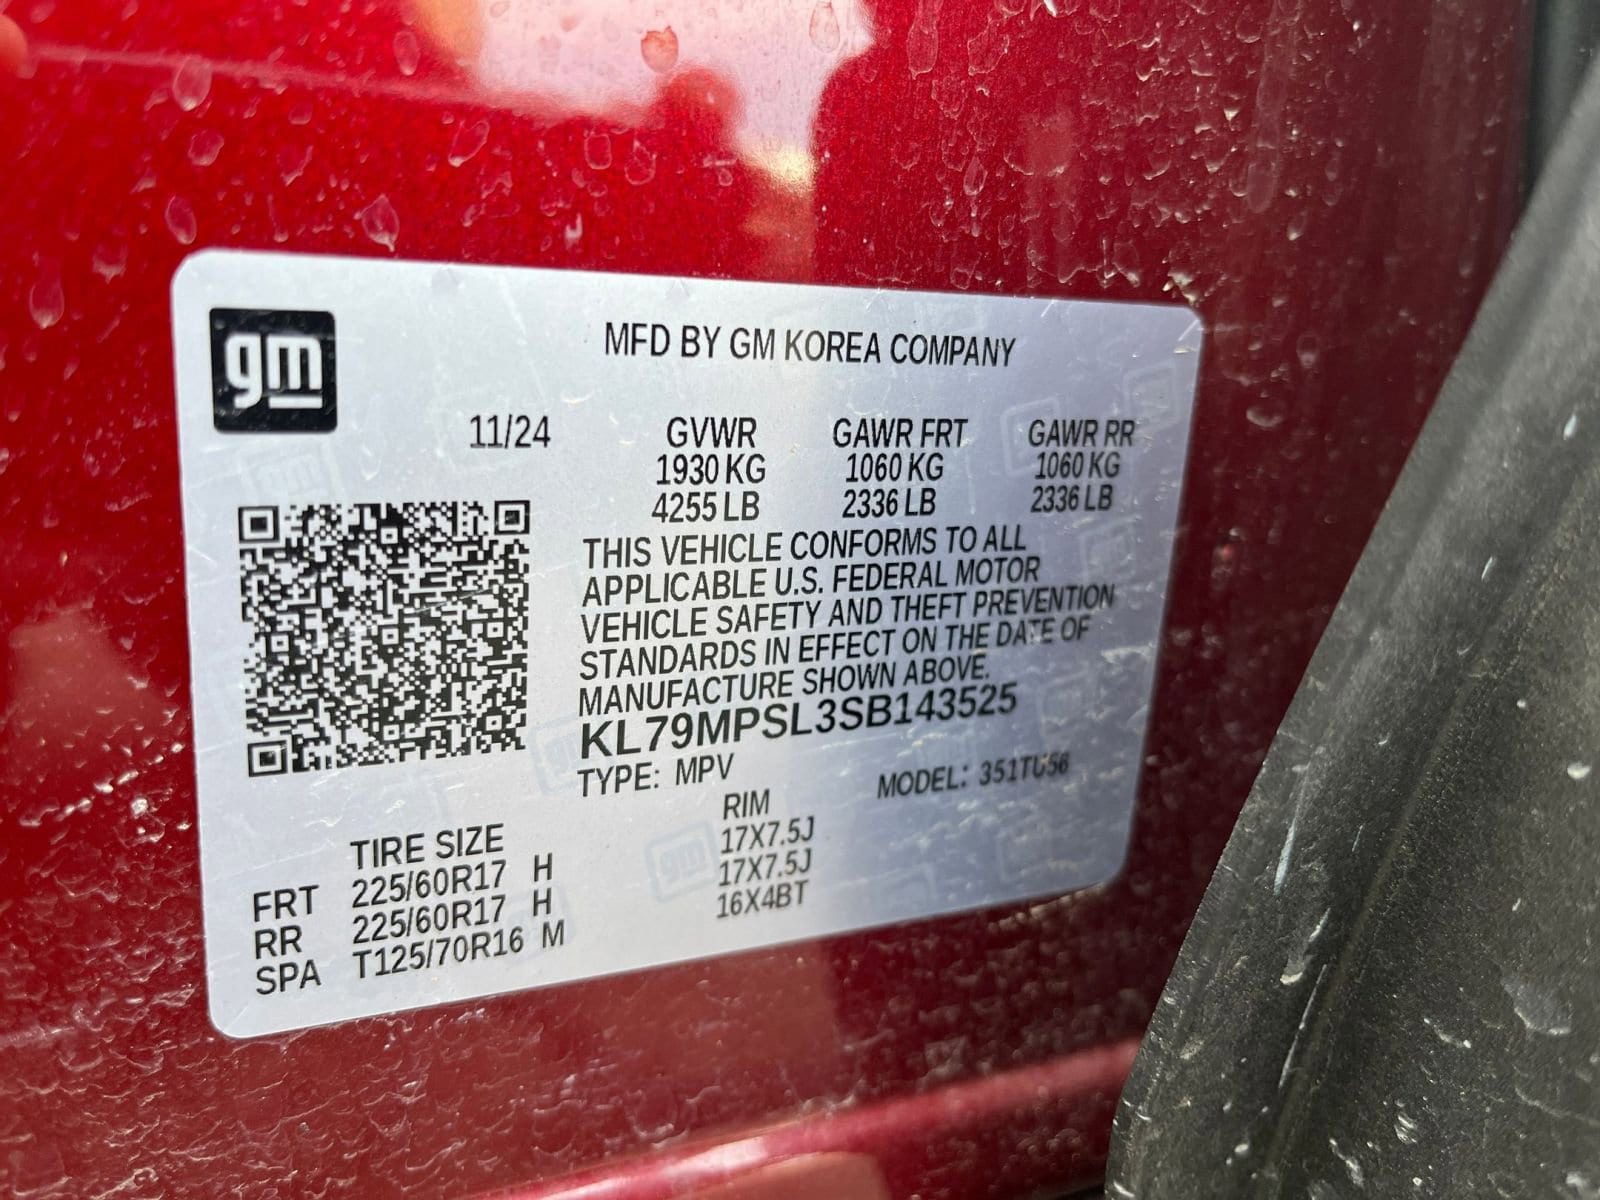 gm
MFD BY GM KOREA COMPANY
11/24 GVWR GAWR FRT GAWR RR
1930 KG 1060 KG 1060 KG
4255 LB 2336 LB 2336 LB
THIS VEHICLE CONFORMS TO ALL
APPLICABLE U.S. FEDERAL MOTOR
VEHICLE SAFETY AND THEFT PREVENTION
STANDARDS IN EFFECT ON THE DATE OF
MANUFACTURE SHOWN ABOVE.
KL79MPSL3SB143525
TYPE: MPV MODEL: 351TU56
TIRE SIZE RIM
FRT 225/60R17 H 17X7.5J
RR 225/60R17 H 17X7.5J
SPA T125/70R16 M 16X4BT